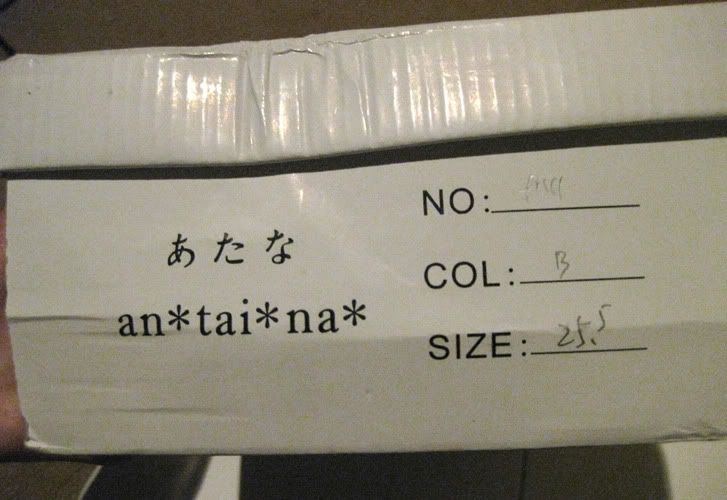 あたな
an*tai*na*
NO:
COL: B
SIZE: 25.5